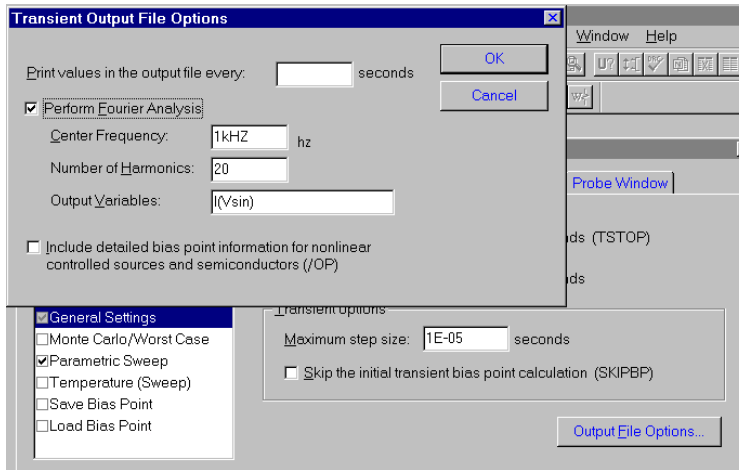 Transient Output File Options
Window Help
OK
Print values in the output file every: seconds
Cancel
Perform Fourier Analysis
Center Frequency: 1kHZ hz
Number of Harmonics: 20
Output Variables: I(Vsin)
Probe Window
Include detailed bias point information for nonlinear
controlled sources and semiconductors (/OP)
nds (TSTOP)
nds
General Settings
Monte Carlo/Worst Case
Parametric Sweep
Temperature (Sweep)
Save Bias Point
Load Bias Point
Transient options
Maximum step size: 1E-05 seconds
Skip the initial transient bias point calculation (SKIPBP)
Output File Options...